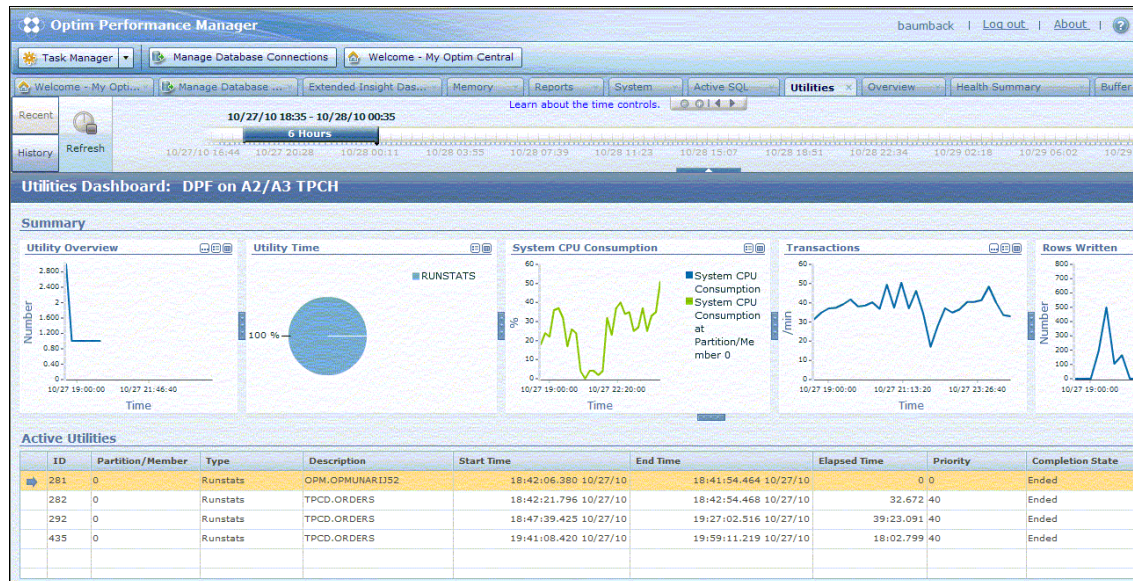 Optim Performance Manager
baumback | Log out | About | ?
Task Manager Manage Database Connections Welcome - My Optim Central
Welcome - My Opti... Manage Database ... Extended Insight Das... Memory Reports System Active SQL Utilities × Overview Health Summary Buffer
Learn about the time controls.
Recent
History
Refresh
10/27/10 18:35 - 10/28/10 00:35
6 Hours
10/27/10 16:44 10/27 20:28 10/28 00:11 10/28 03:55 10/28 07:39 10/28 11:23 10/28 15:07 10/28 18:51 10/28 22:34 10/29 02:18 10/29 06:02 10/29
Utilities Dashboard: DPF on A2/A3 TPCH
Summary
Utility Overview
Number
2.800
2.400
2
1.600
1.200
0.80
0.40
0
10/27 19:00:00 10/27 21:46:40
Time
Utility Time
RUNSTATS
100 %
System CPU Consumption
%
60
50
40
30
20
10
0
10/27 19:00:00 10/27 22:20:00
Time
System CPU
Consumption
System CPU
Consumption
at
Partition/Me
mber 0
Transactions
/min
60
50
40
30
20
10
0
10/27 19:00:00 10/27 21:13:20 10/27 23:26:40
Time
Rows Written
Number
800
700
600
500
400
300
200
100
0
10/27 19:00:00
Active Utilities
ID Partition/Member Type Description Start Time End Time Elapsed Time Priority Completion State
281 0 Runstats OPM.OPMUNARIJ52 18:42:06.380 10/27/10 18:41:54.464 10/27/10 0 0 Ended
282 0 Runstats TPCD.ORDERS 18:42:21.796 10/27/10 18:42:54.468 10/27/10 32.672 40 Ended
292 0 Runstats TPCD.ORDERS 18:47:39.425 10/27/10 19:27:02.516 10/27/10 39:23.091 40 Ended
435 0 Runstats TPCD.ORDERS 19:41:08.420 10/27/10 19:59:11.219 10/27/10 18:02.799 40 Ended